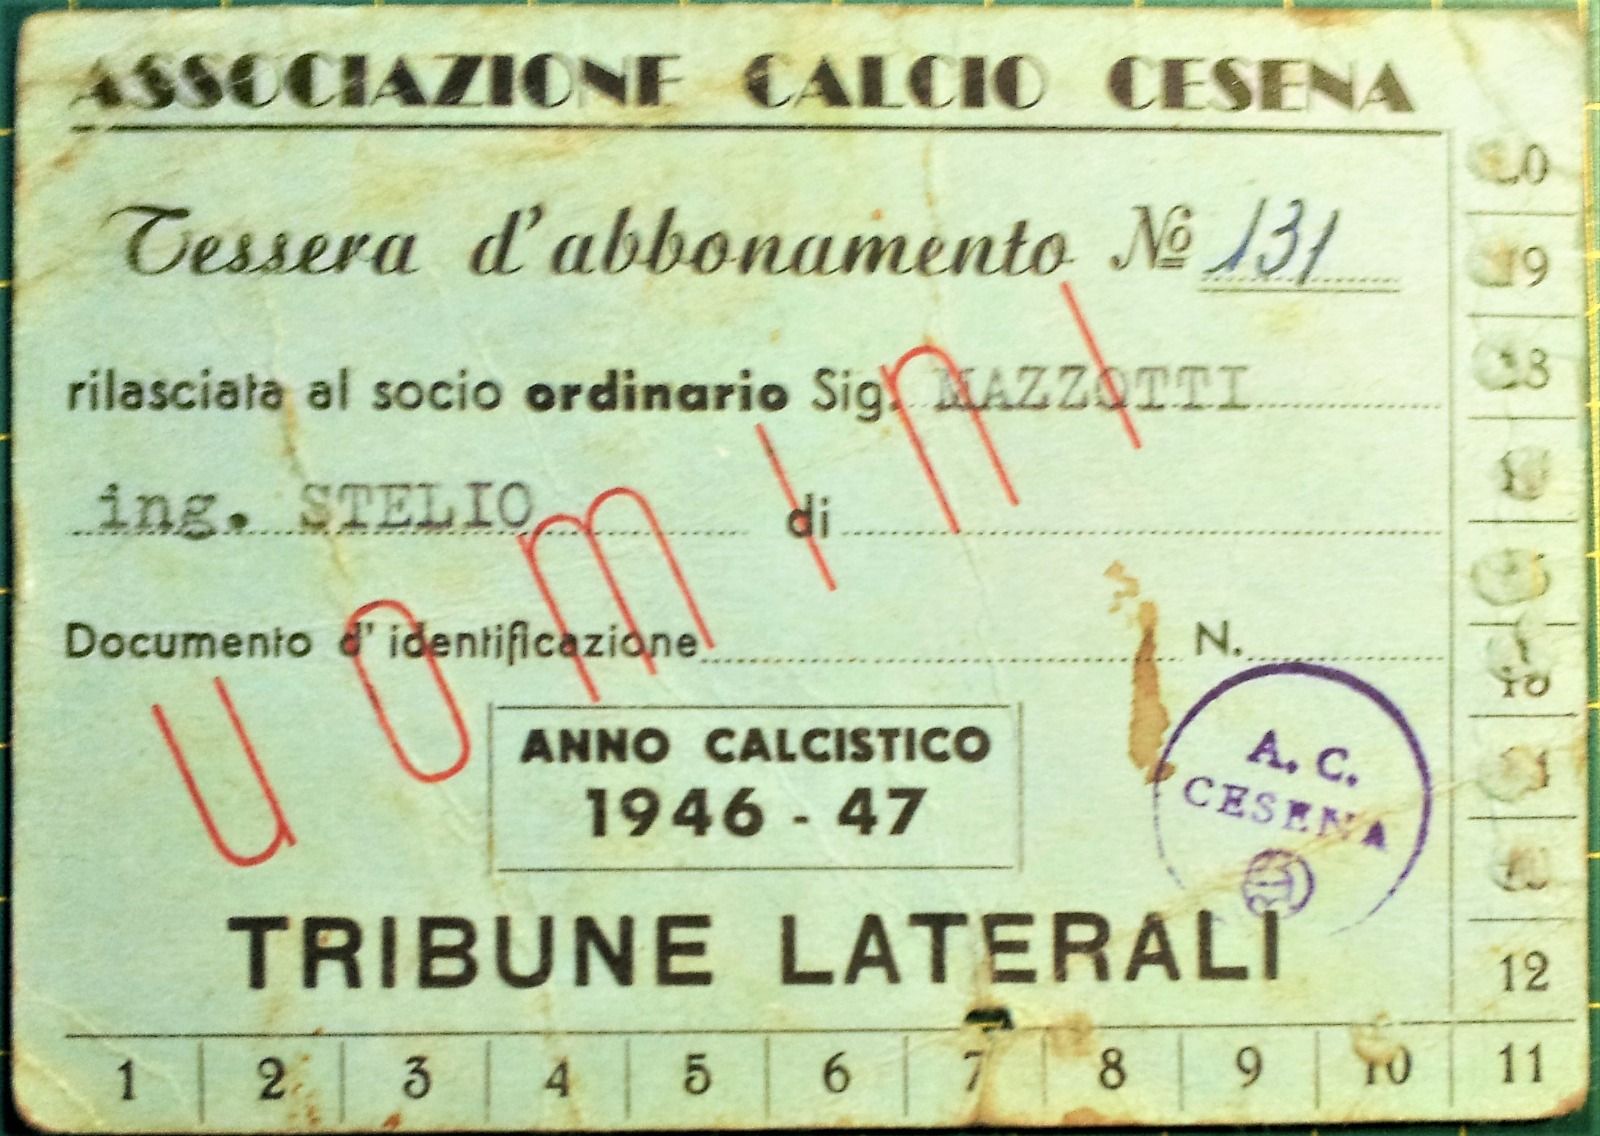 ASSOCIAZIONE CALCIO CESENA
Tessera d'abbonamento Nº 131
rilasciata al socio ordinario Sig. MAZZOTTI
ing. STELIO di
Documento d'identificazione N.
uomini
ANNO CALCISTICO
1946 - 47
A. C.
CESENA
TRIBUNE LATERALI
12
1 2 3 4 5 6 7 8 9 10 11